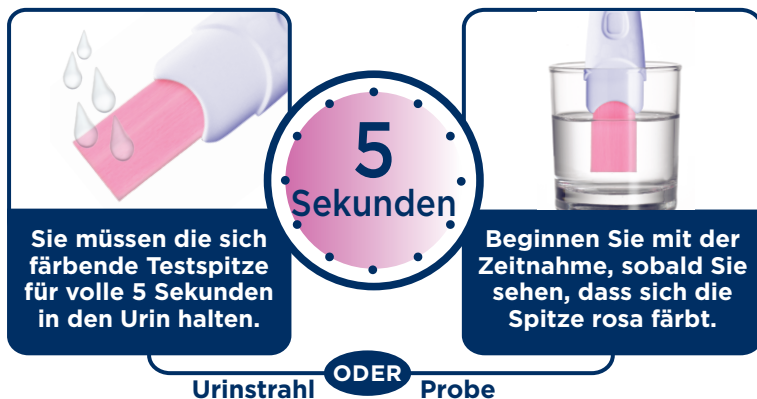 5
Sekunden
Sie müssen die sich
färbende Testspitze
für volle 5 Sekunden
in den Urin halten.
Beginnen Sie mit der
Zeitnahme, sobald Sie
sehen, dass sich die
Spitze rosa färbt.
Urinstrahl ODER Probe